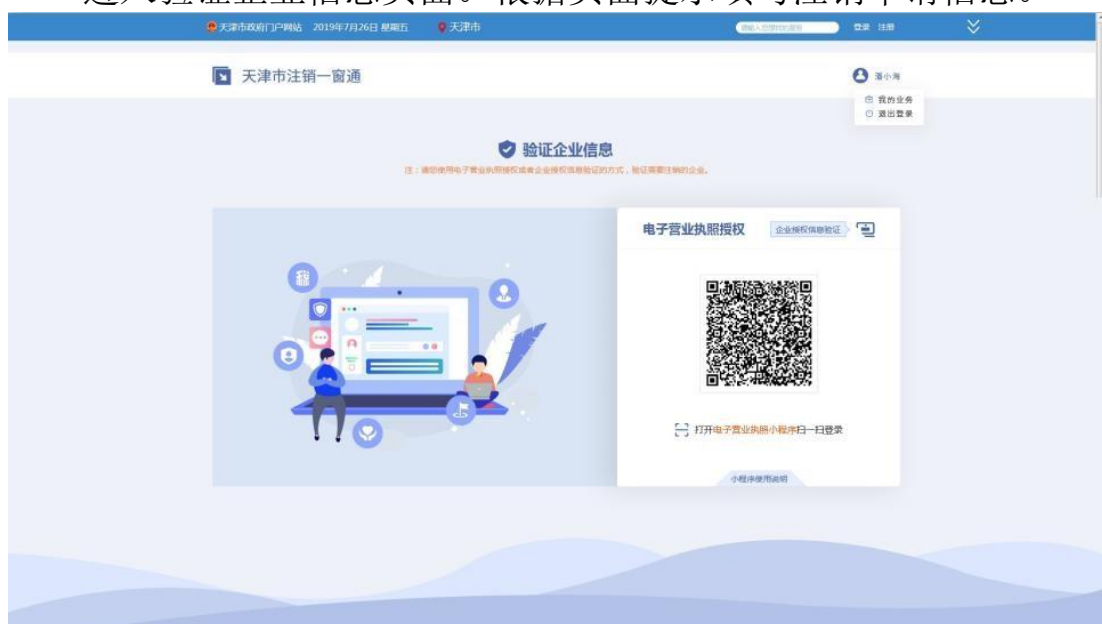 进入验证企业信息页面。根据页面提示填写注销申请信息。
天津市政府门户网站 2019年7月26日 星期五 天津市
登录 注册
天津市注销一窗通
潘小海
我的业务
退出登录
验证企业信息
注：请您使用电子营业执照授权或者企业授权信息验证的方式，验证需要注销的企业。
电子营业执照授权 企业授权信息验证
打开电子营业执照小程序扫一扫登录
小程序使用说明